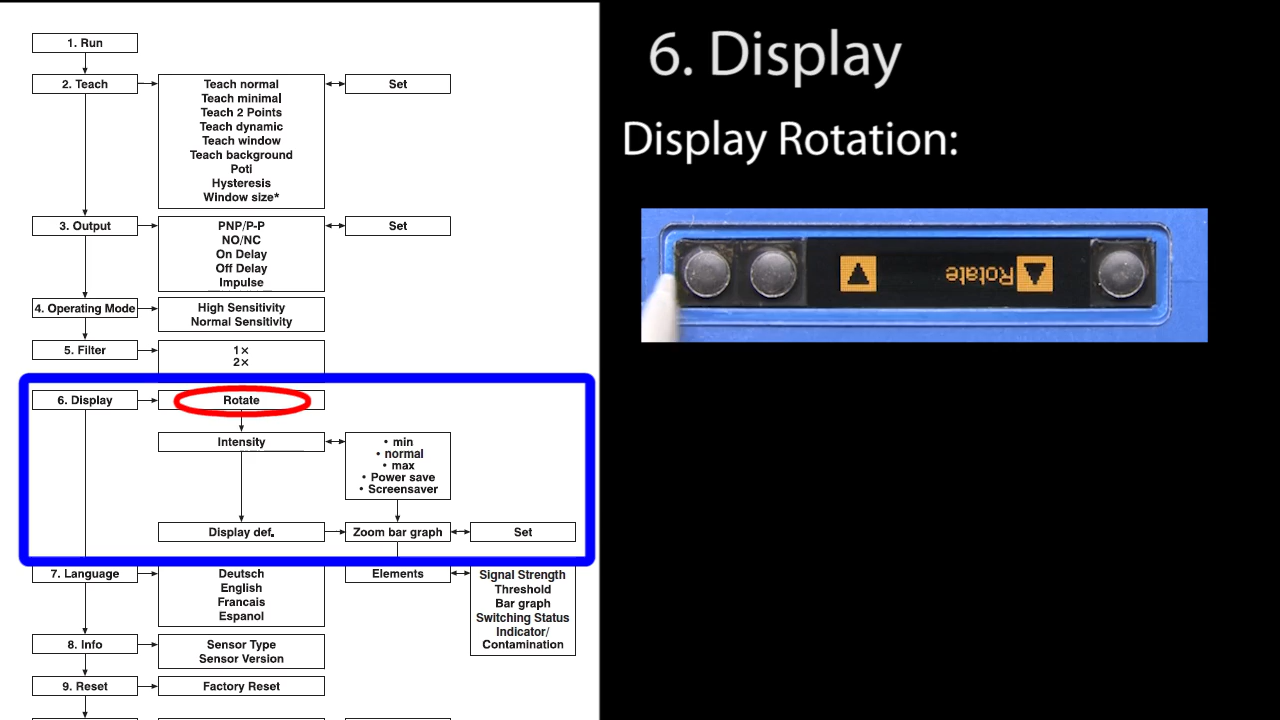 1. Run
2. Teach
Teach normal
Teach minimal
Teach 2 Points
Teach dynamic
Teach window
Teach background
Poti
Hysteresis
Window size*
Set
3. Output
PNP/P-P
NO/NC
On Delay
Off Delay
Impulse
Set
4. Operating Mode
High Sensitivity
Normal Sensitivity
5. Filter
1×
2×
6. Display
Rotate
Intensity
• min
• normal
• max
• Power save
• Screensaver
Display def.
Zoom bar graph
Set
7. Language
Deutsch
English
Francais
Espanol
Elements
Signal Strength
Threshold
Bar graph
Switching Status
Indicator/
Contamination
8. Info
Sensor Type
Sensor Version
9. Reset
Factory Reset
6. Display
Display Rotation:
Rotate